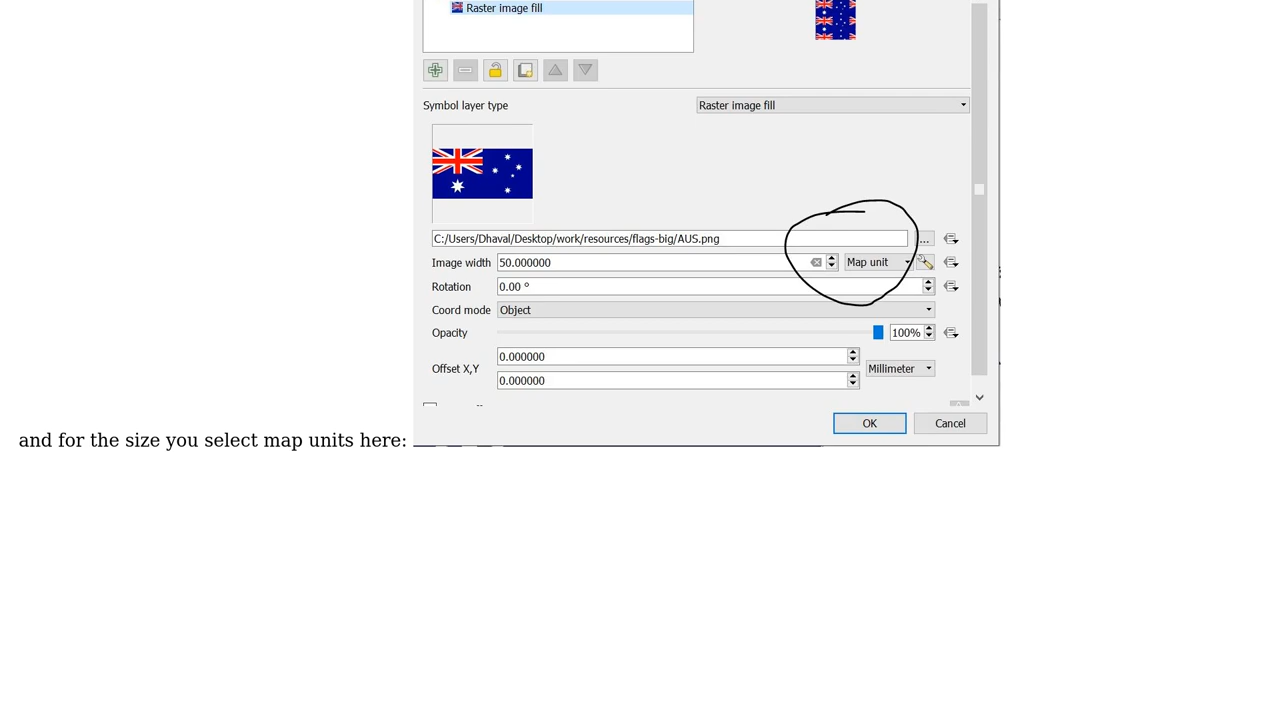 Raster image fill
Symbol layer type
Raster image fill
C:/Users/Dhaval/Desktop/work/resources/flags-big/AUS.png
...
Image width
50.000000
Map unit
Rotation
0.00 °
Coord mode
Object
Opacity
100%
Offset X,Y
0.000000
0.000000
Millimeter
OK
Cancel
and for the size you select map units here: